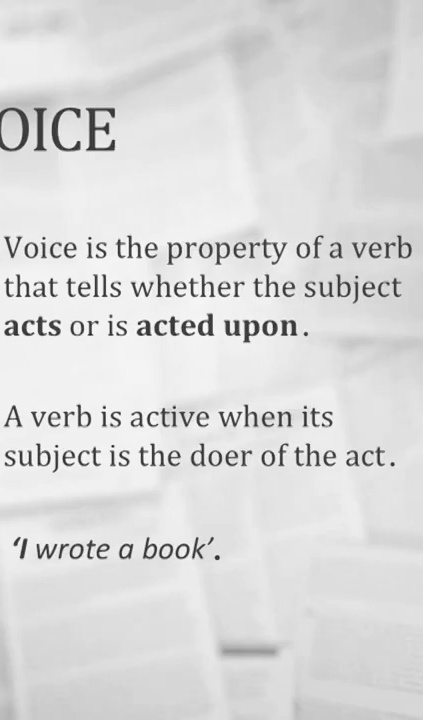 OICE
Voice is the property of a verb
that tells whether the subject
acts or is acted upon.
A verb is active when its
subject is the doer of the act.
‘I wrote a book’.